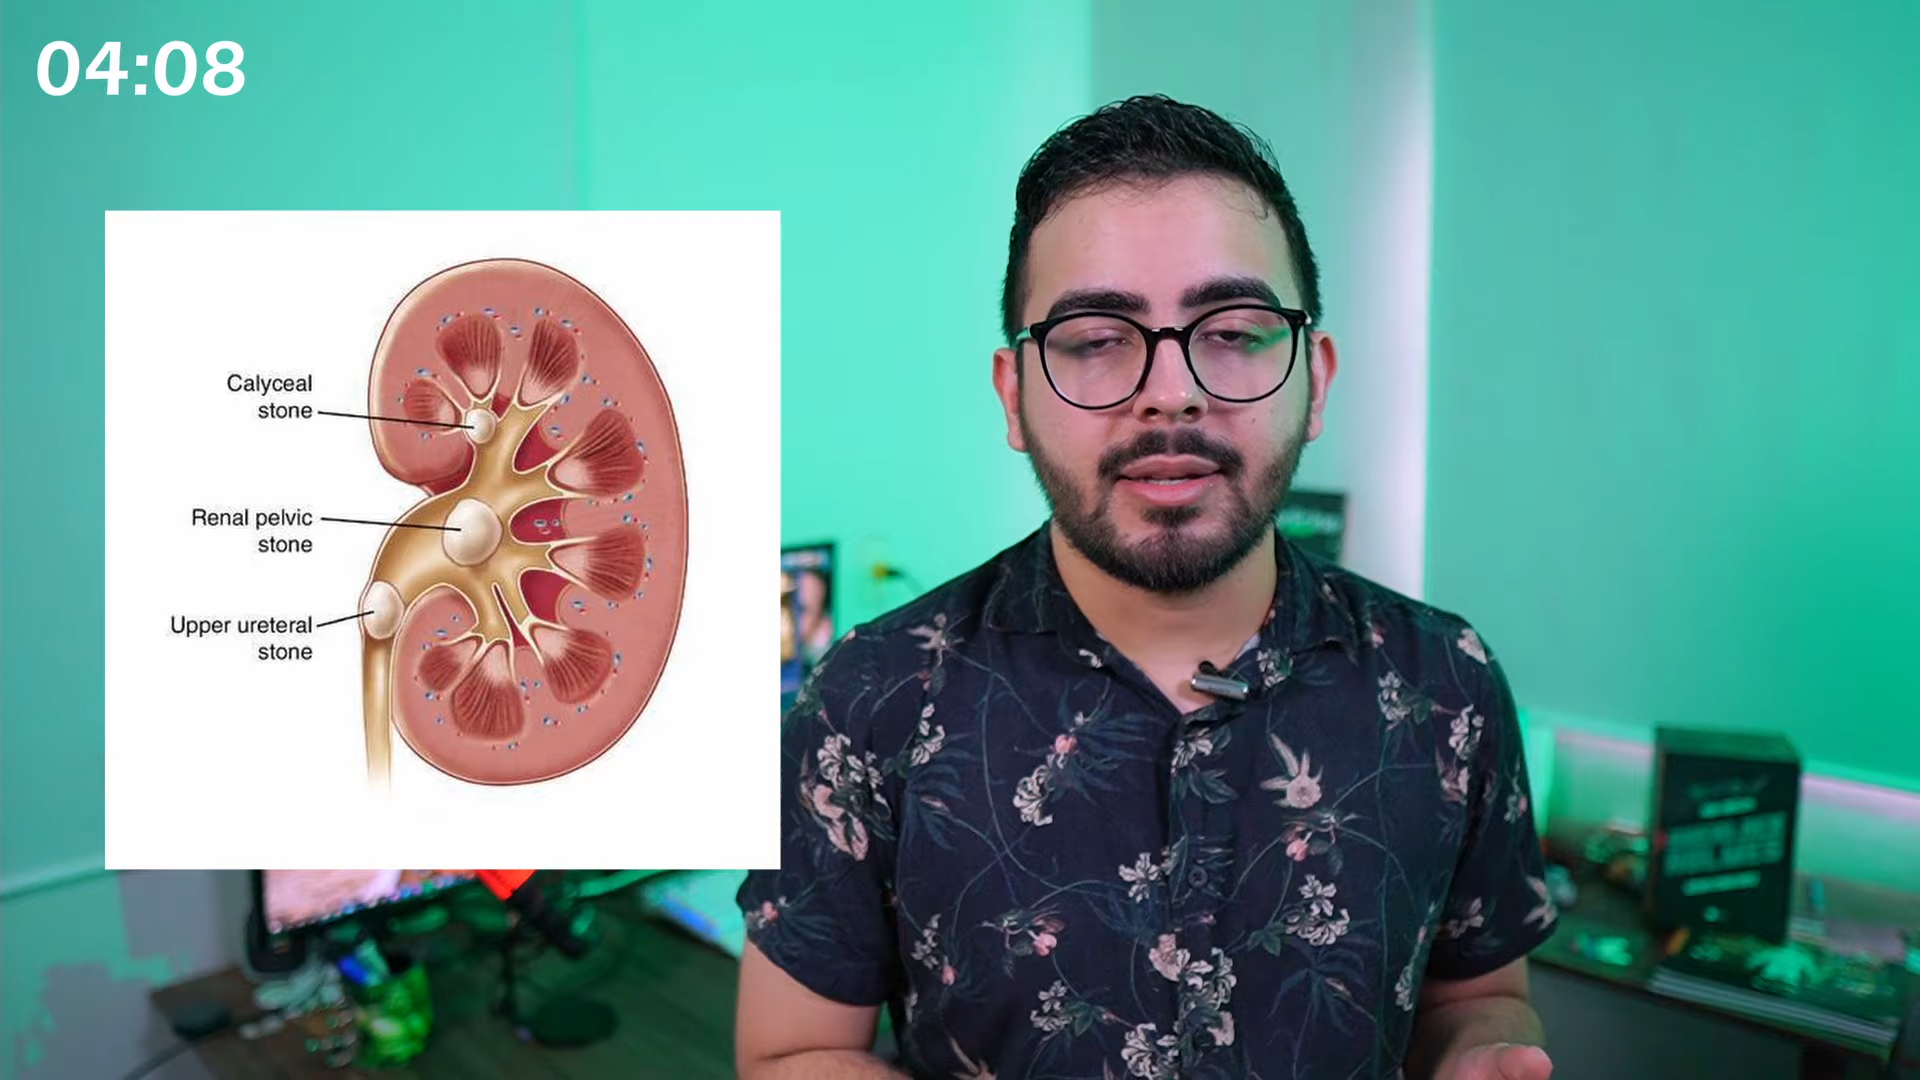 04:08
Calyceal
stone
Renal pelvic
stone
Upper ureteral
stone